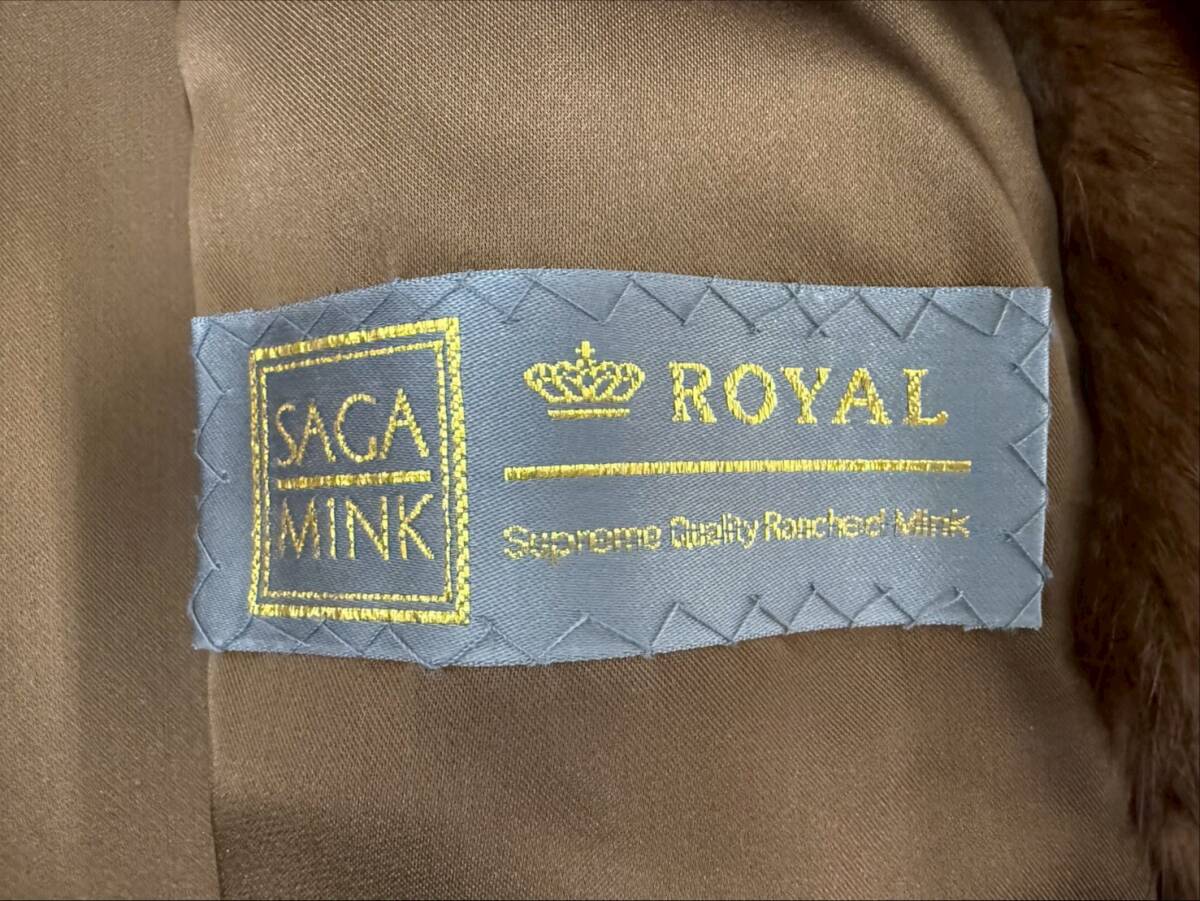 SAGA
MINK
ROYAL
Supreme Quality Ranched Mink